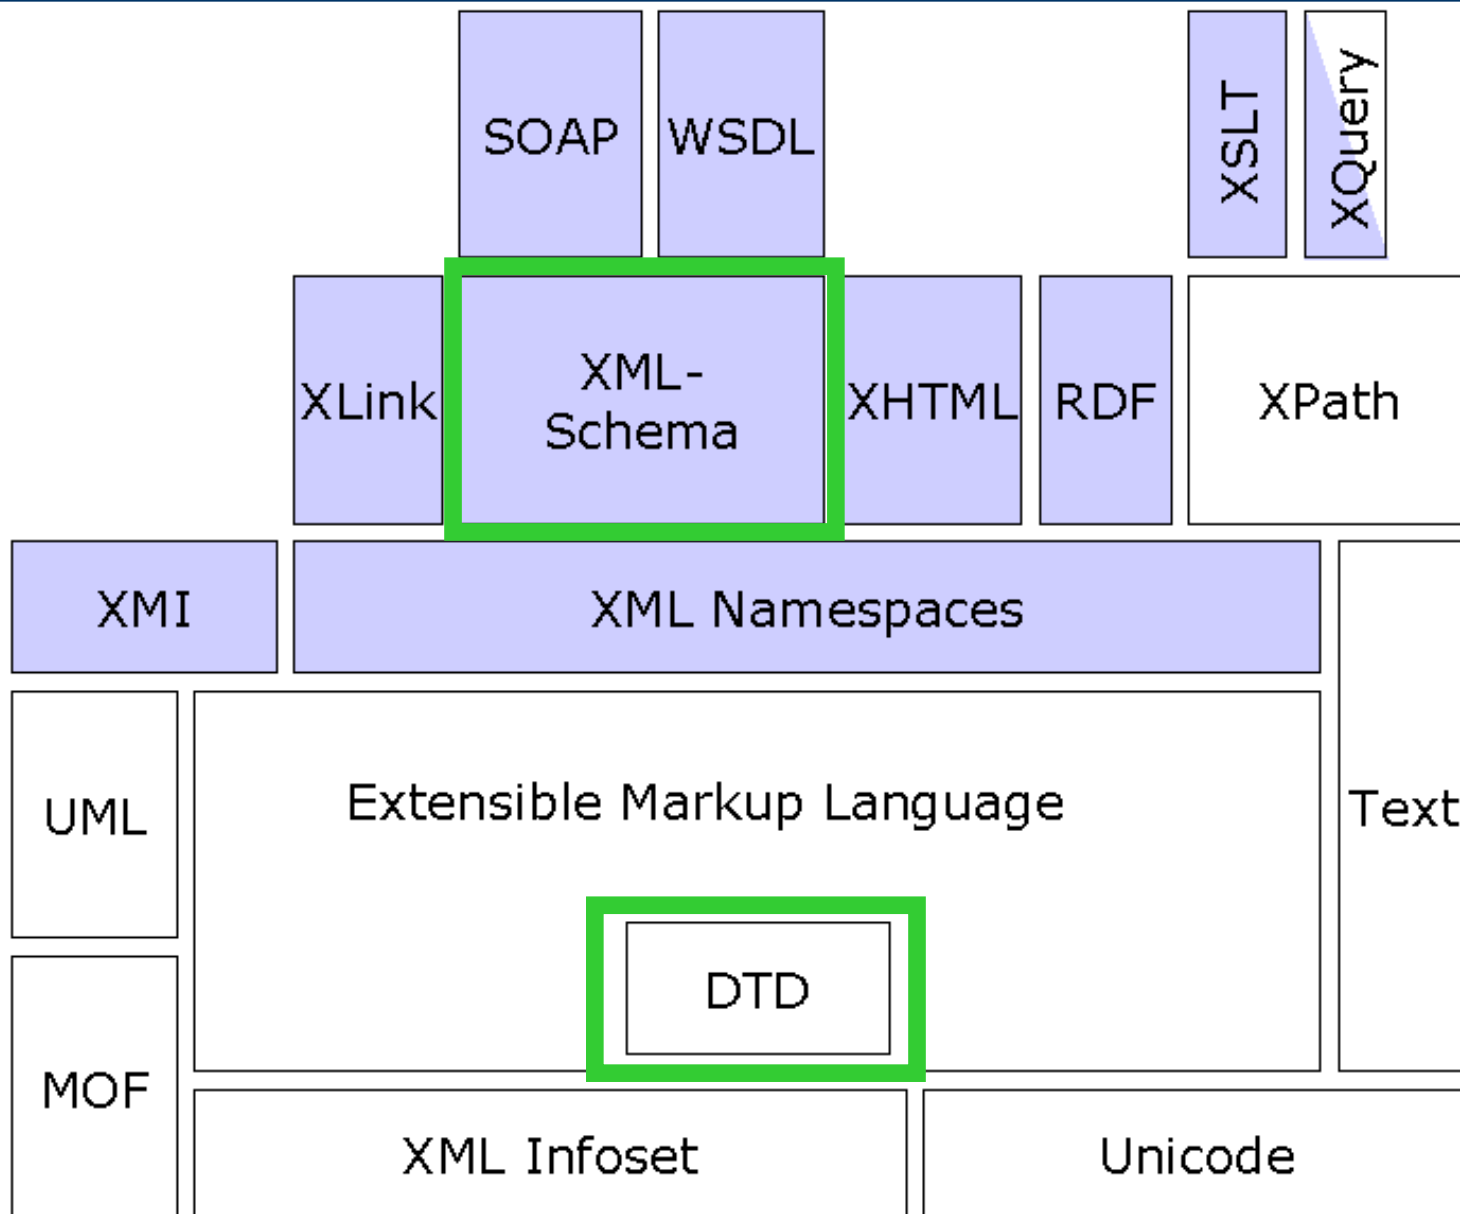 SOAP
WSDL
XSLT
XQuery
XLink
XML-
Schema
XHTML
RDF
XPath
XMI
XML Namespaces
UML
Extensible Markup Language
Text
DTD
MOF
XML Infoset
Unicode